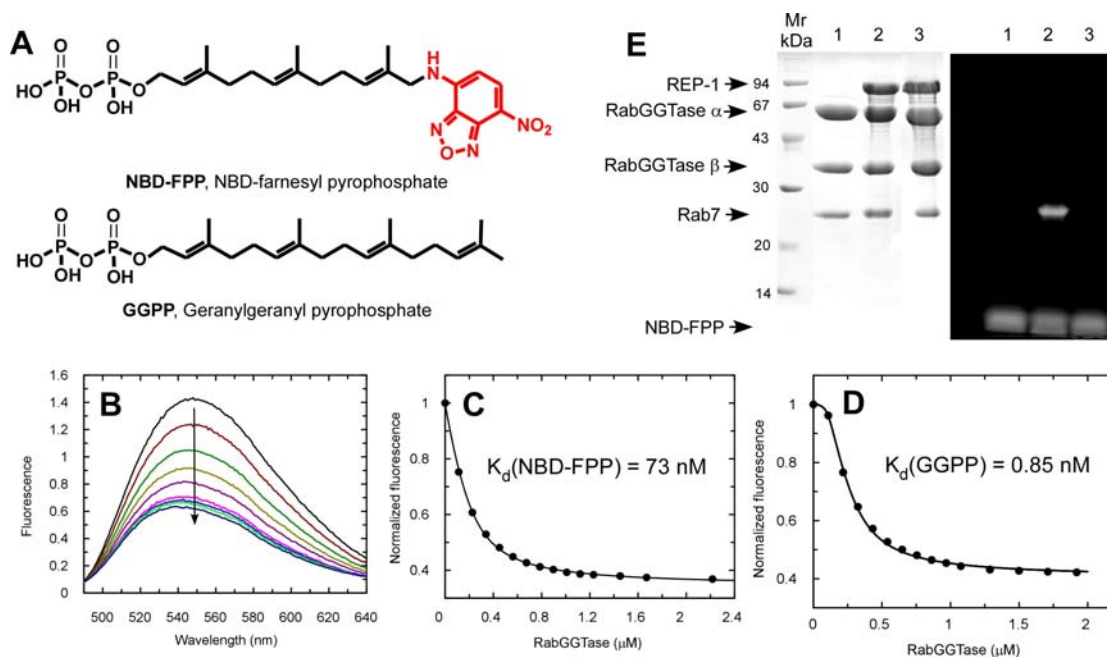 A
O
O
P
P
HO
OH
O
OH
O
H
N
N
O
N
NO2
NBD-FPP, NBD-farnesyl pyrophosphate
O
O
P
P
HO
OH
O
OH
O
GGPP, Geranylgeranyl pyrophosphate
E
Mr
kDa
1 2 3
1 2 3
REP-1
RabGGTase α
RabGGTase β
Rab7
NBD-FPP
94
67
43
30
20
14
B
Fluorescence
1.6
1.4
1.2
1
0.8
0.6
0.4
0.2
0
500 520 540 560 580 600 620 640
Wavelength (nm)
C
Kd(NBD-FPP) = 73 nM
Normalized fluorescence
1
0.8
0.6
0.4
0 0.4 0.8 1.2 1.6 2 2.4
RabGGTase (μM)
D
Kd(GGPP) = 0.85 nM
Normalized fluorescence
1
0.8
0.6
0.4
0 0.5 1 1.5 2
RabGGTase (μM)